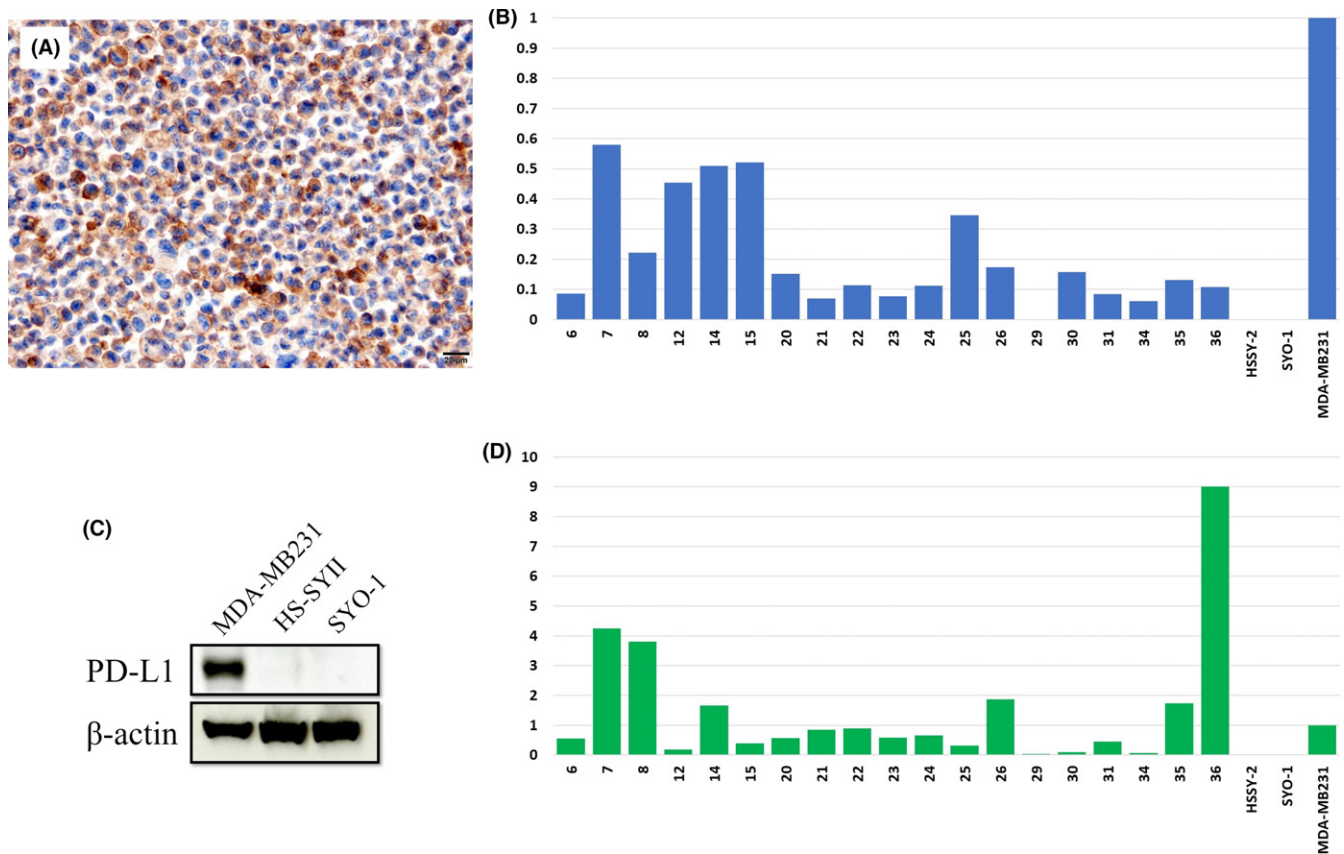 (A)
20 μm
(B)
1
0.9
0.8
0.7
0.6
0.5
0.4
0.3
0.2
0.1
0
6 7 8 12 14 15 20 21 22 23 24 25 26 29 30 31 34 35 36 HSSY-2 SYO-1 MDA-MB231
(C)
MDA-MB231 HS-SYII SYO-1
PD-L1
β-actin
(D)
10
9
8
7
6
5
4
3
2
1
0
6 7 8 12 14 15 20 21 22 23 24 25 26 29 30 31 34 35 36 HSSY-2 SYO-1 MDA-MB231